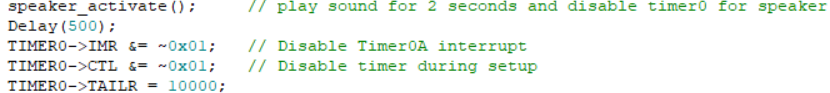 speaker_activate();     // play sound for 2 seconds and disable timer0 for speaker
Delay(500);
TIMER0->IMR &= ~0x01;   // Disable Timer0A interrupt
TIMER0->CTL &= ~0x01;   // Disable timer during setup
TIMER0->TAILR = 10000;